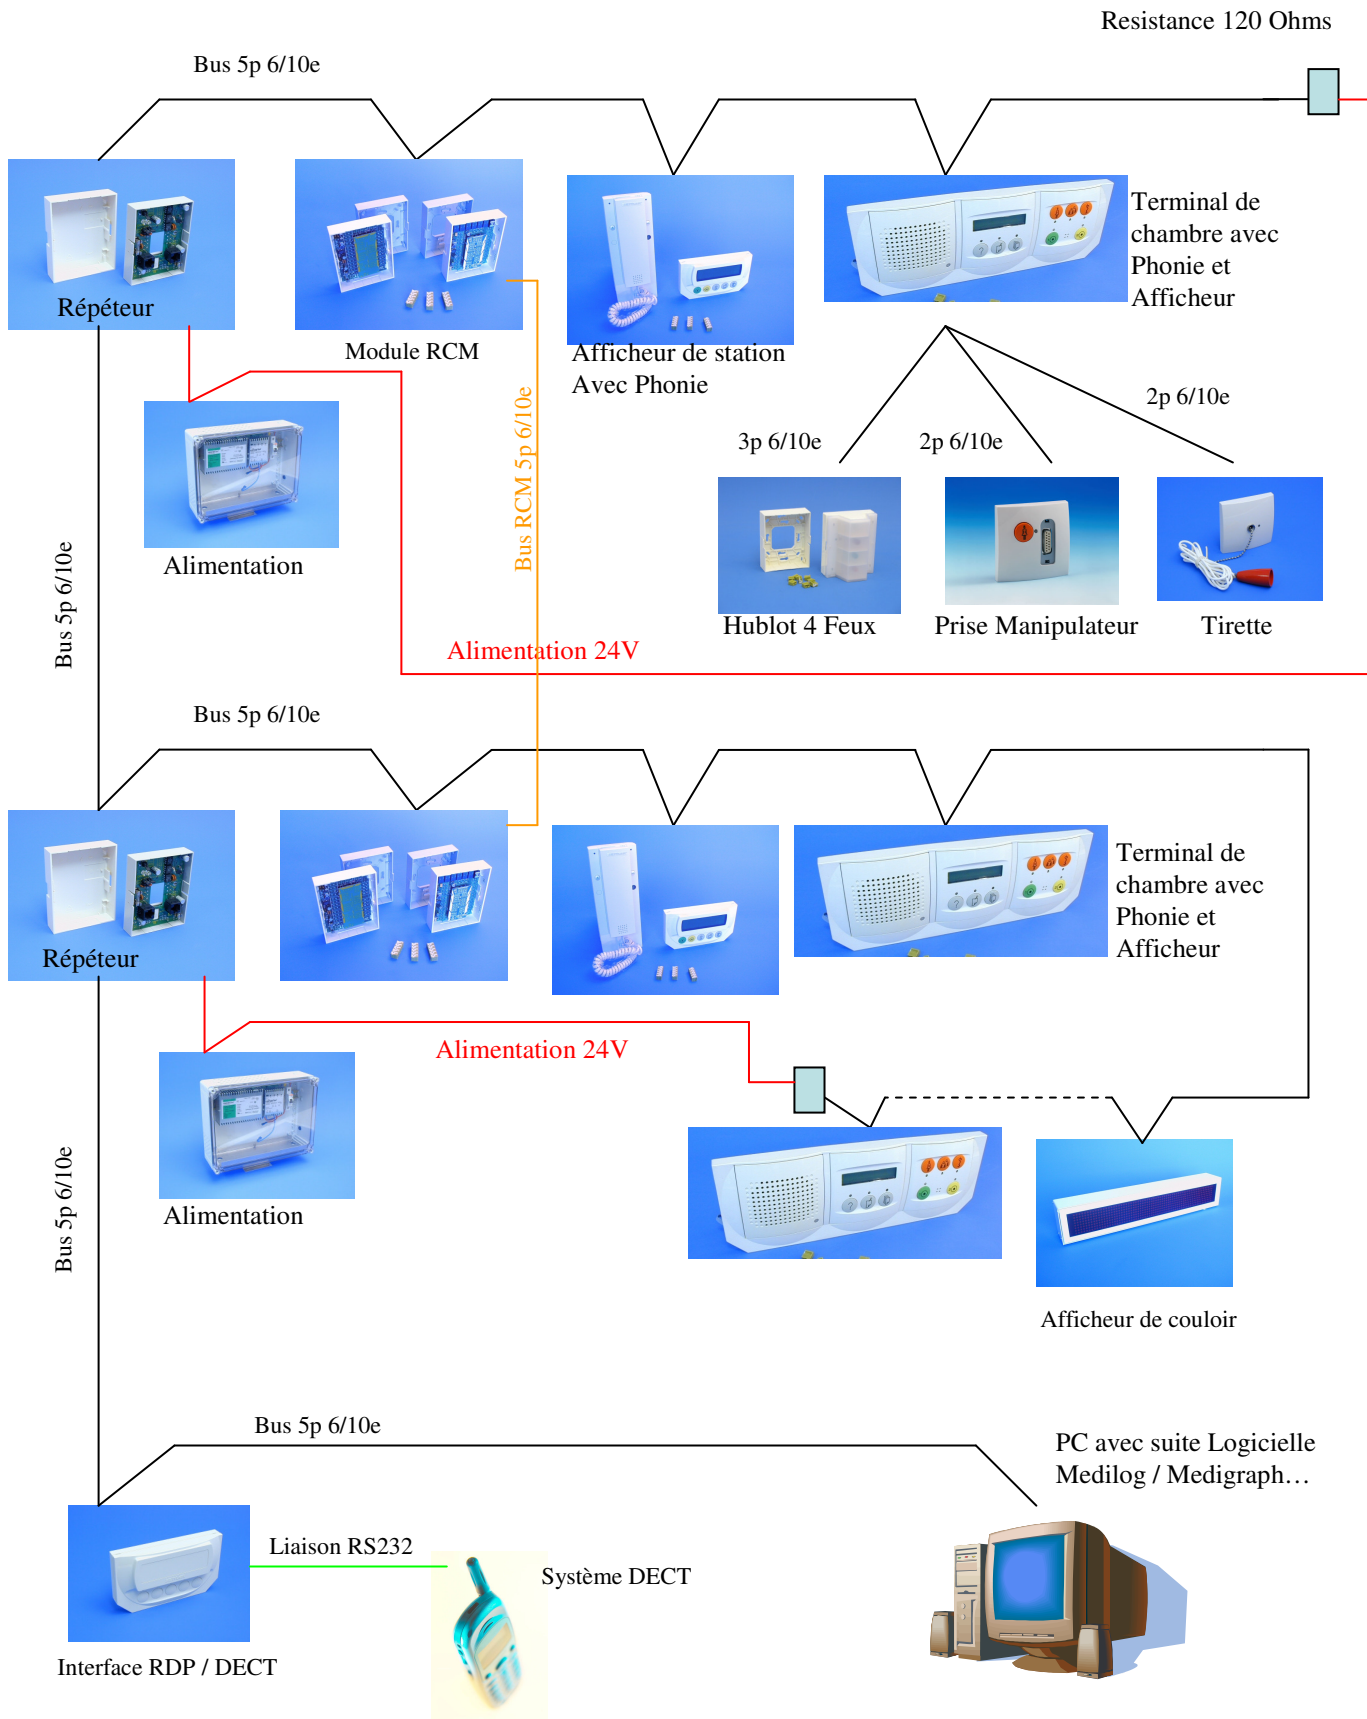 Resistance 120 Ohms
Bus 5p 6/10e
Répéteur
Module RCM
Afficheur de station
Avec Phonie
Terminal de
chambre avec
Phonie et
Afficheur
Alimentation
Bus RCM 5p 6/10e
3p 6/10e
2p 6/10e
2p 6/10e
Hublot 4 Feux
Prise Manipulateur
Tirette
Bus 5p 6/10e
Alimentation 24V
Bus 5p 6/10e
Répéteur
Terminal de
chambre avec
Phonie et
Afficheur
Alimentation 24V
Alimentation
Bus 5p 6/10e
Afficheur de couloir
Bus 5p 6/10e
PC avec suite Logicielle
Medilog / Medigraph…
Liaison RS232
Système DECT
Interface RDP / DECT